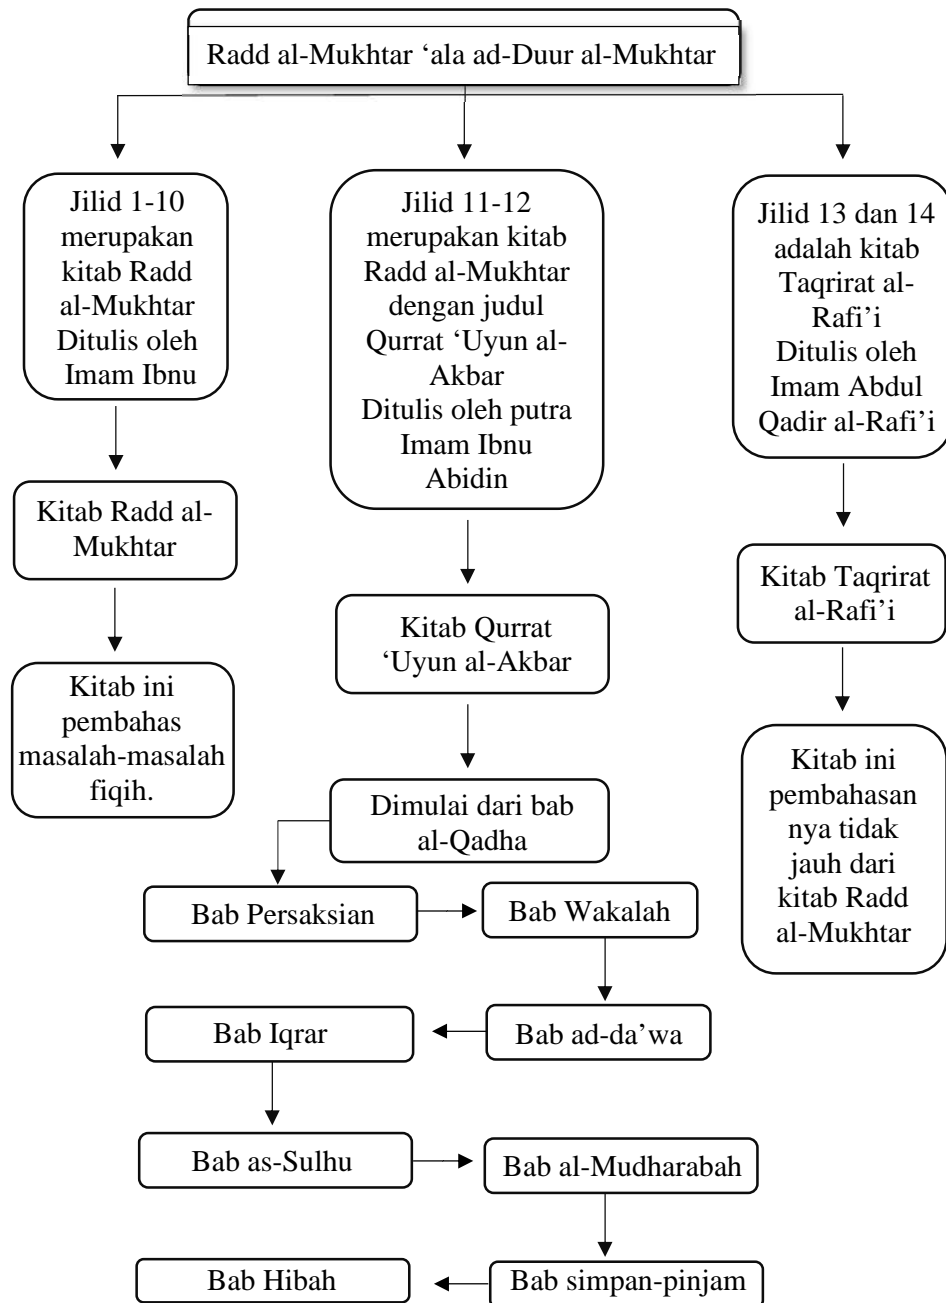 Radd al-Mukhtar ‘ala ad-Duur al-Mukhtar
Jilid 1-10
merupakan
kitab Radd
al-Mukhtar
Ditulis oleh
Imam Ibnu
Jilid 11-12
merupakan kitab
Radd al-Mukhtar
dengan judul
Qurrat ‘Uyun al-
Akbar
Ditulis oleh putra
Imam Ibnu
Abidin
Jilid 13 dan 14
adalah kitab
Taqrirat al-
Rafi’i
Ditulis oleh
Imam Abdul
Qadir al-Rafi’i
Kitab Radd al-
Mukhtar
Kitab Qurrat
‘Uyun al-Akbar
Kitab Taqrirat
al-Rafi’i
Kitab ini
pembahas
masalah-masalah
fiqih.
Dimulai dari bab
al-Qadha
Kitab ini
pembahasan
nya tidak
jauh dari
kitab Radd
al-Mukhtar
Bab Persaksian
Bab Wakalah
Bab ad-da’wa
Bab Iqrar
Bab as-Sulhu
Bab al-Mudharabah
Bab simpan-pinjam
Bab Hibah